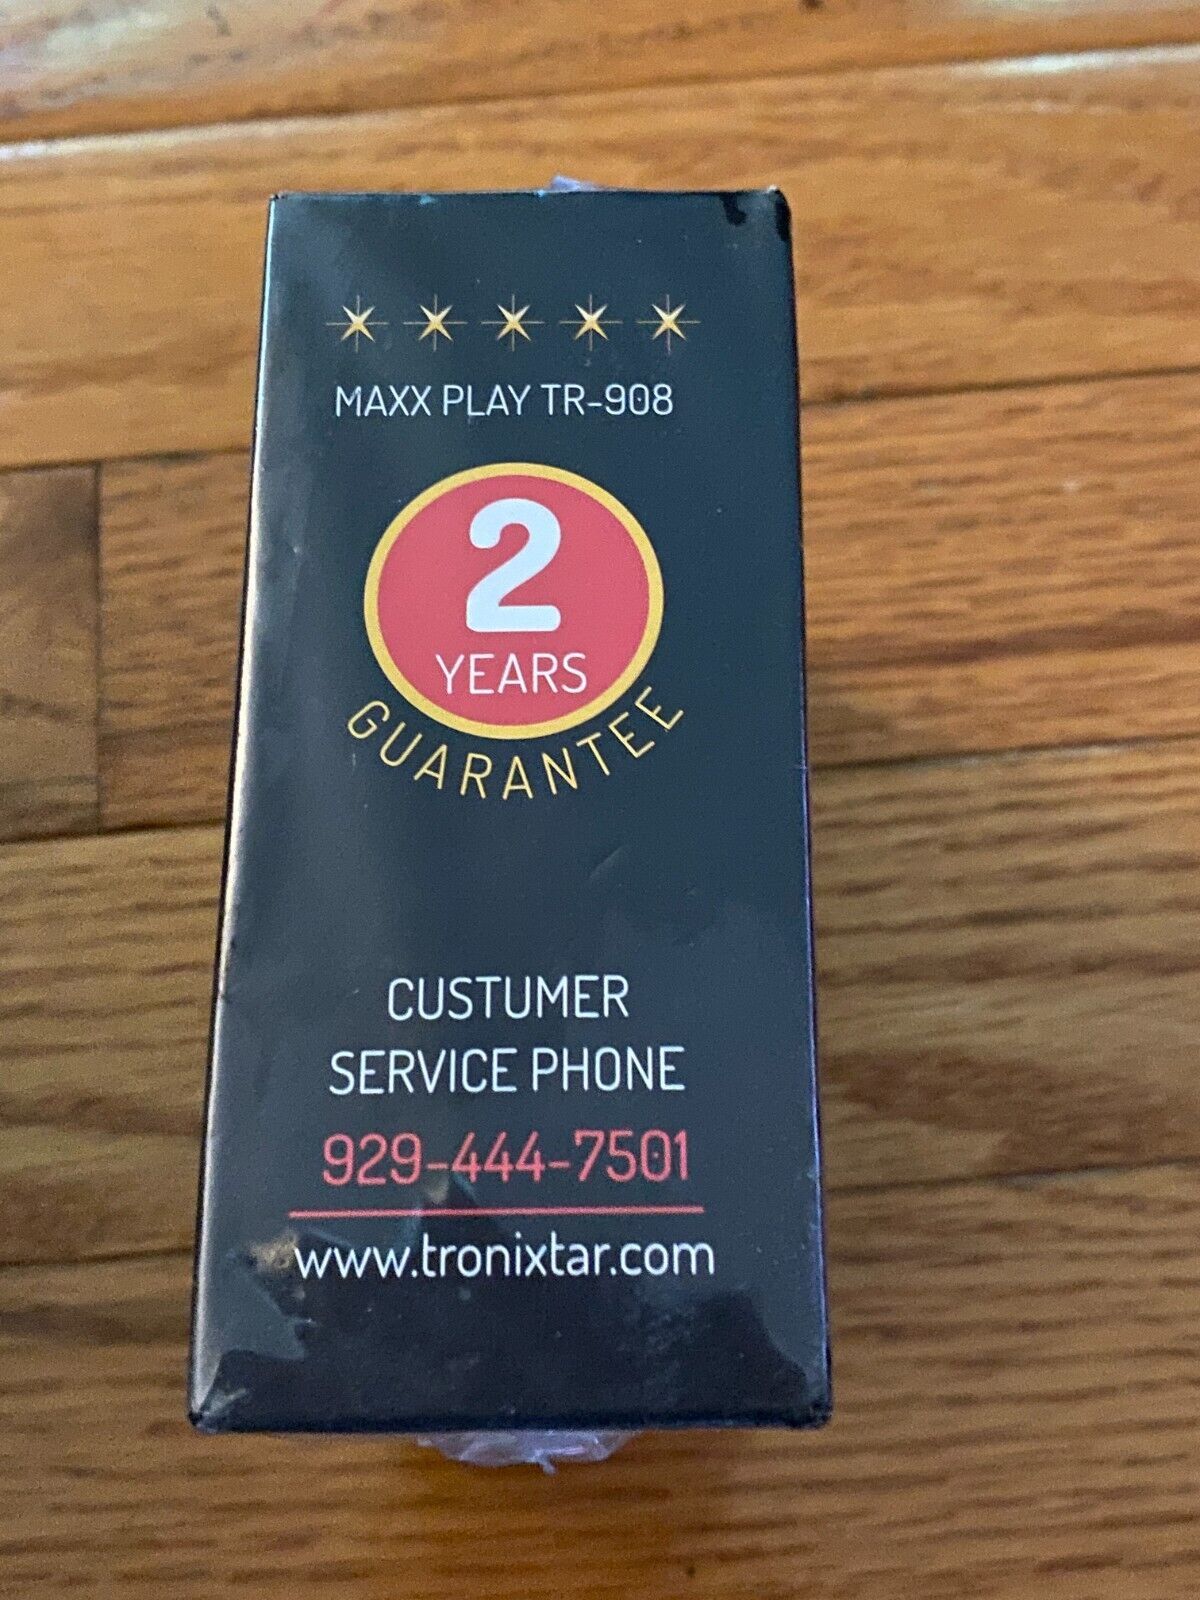 MAXX PLAY TR-908
2
YEARS
GUARANTEE
CUSTUMER
SERVICE PHONE
929-444-7501
www.tronixtar.com